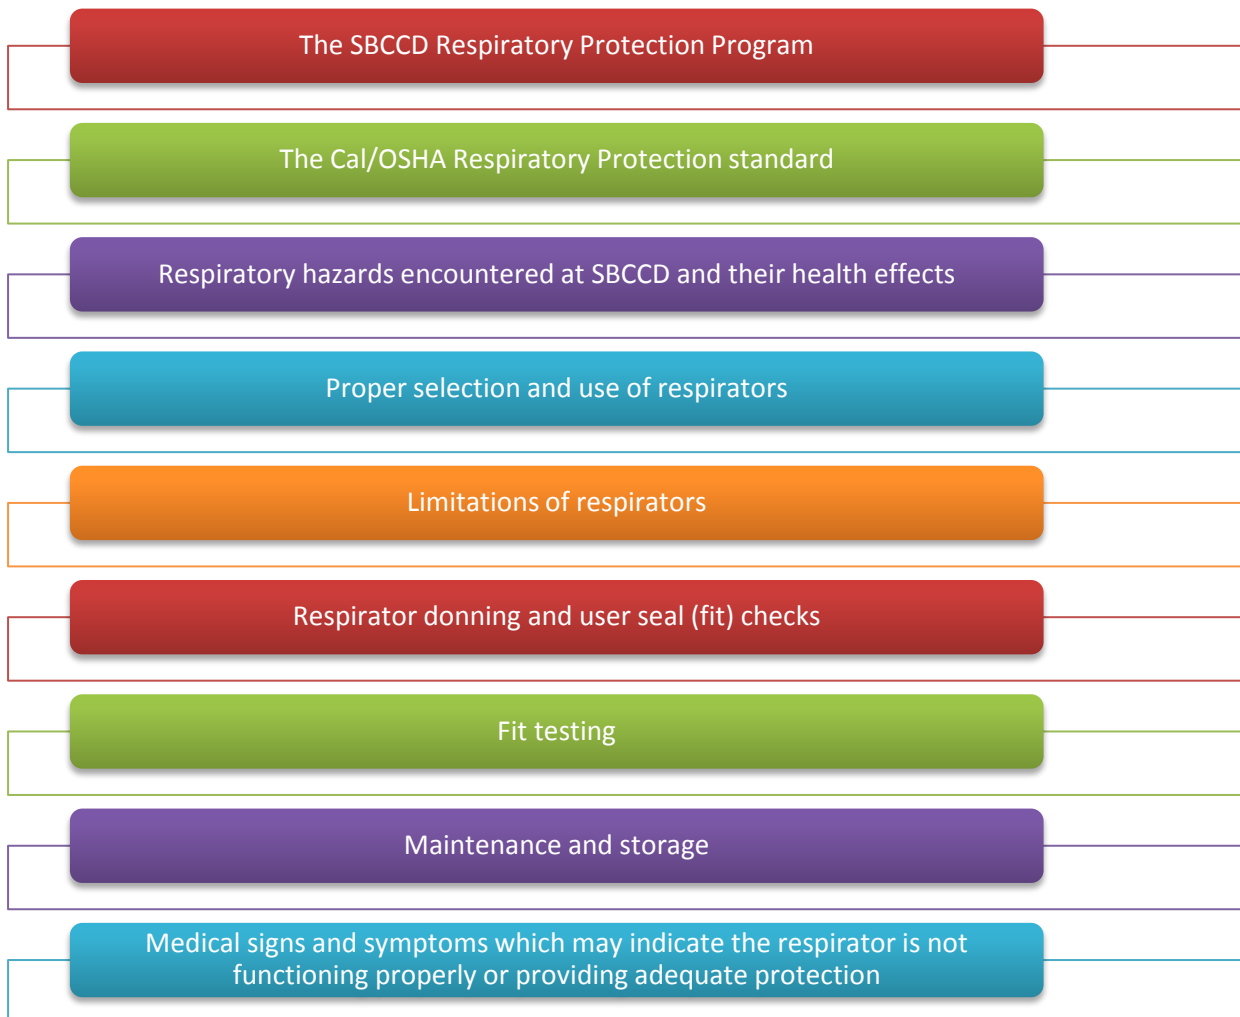 The SBCCD Respiratory Protection Program
The Cal/OSHA Respiratory Protection standard
Respiratory hazards encountered at SBCCD and their health effects
Proper selection and use of respirators
Limitations of respirators
Respirator donning and user seal (fit) checks
Fit testing
Maintenance and storage
Medical signs and symptoms which may indicate the respirator is not
functioning properly or providing adequate protection